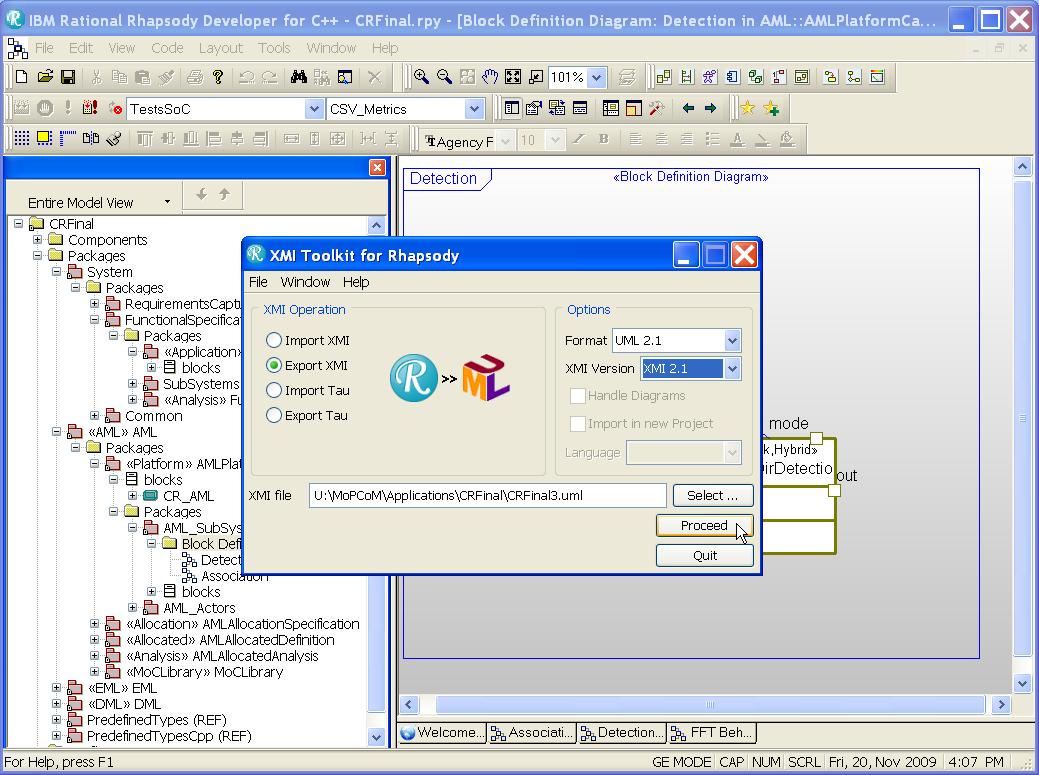 IBM Rational Rhapsody Developer for C++ - CRFinal.rpy - [Block Definition Diagram: Detection in AML::AMLPlatformCa...
File Edit View Code Layout Tools Window Help
101%
TestsSoC CSV_Metrics
Agency F 10 I B
Entire Model View
CRFinal
Components
Packages
System
Packages
RequirementsCaptu
FunctionalSpecifica
Packages
«Application»
blocks
SubSystems
«Analysis» Fu
Common
«AML» AML
Packages
«Platform» AMLPlat
blocks
CR_AML
Packages
AML_SubSys
Block Defi
Detect
Association
blocks
AML_Actors
«Allocation» AMLAllocationSpecification
«Allocated» AMLAllocatedDefinition
«Analysis» AMLAllocatedAnalysis
«MoCLibrary» MoCLibrary
«EML» EML
«DML» DML
PredefinedTypes (REF)
PredefinedTypesCpp (REF)
Detection
«Block Definition Diagram»
mode
k,Hybrid»
DirDetectio
out
XMI Toolkit for Rhapsody
File Window Help
XMI Operation
Import XMI
Export XMI
Import Tau
Export Tau
R >> UML
Options
Format UML 2.1
XMI Version XMI 2.1
Handle Diagrams
Import in new Project
Language
XMI file U:\MoPCoM\Applications\CRFinal\CRFinal3.uml Select ...
Proceed
Quit
Welcome... Associati... Detection... FFT Beh...
For Help, press F1
GE MODE CAP NUM SCRL Fri, 20, Nov 2009 4:07 PM